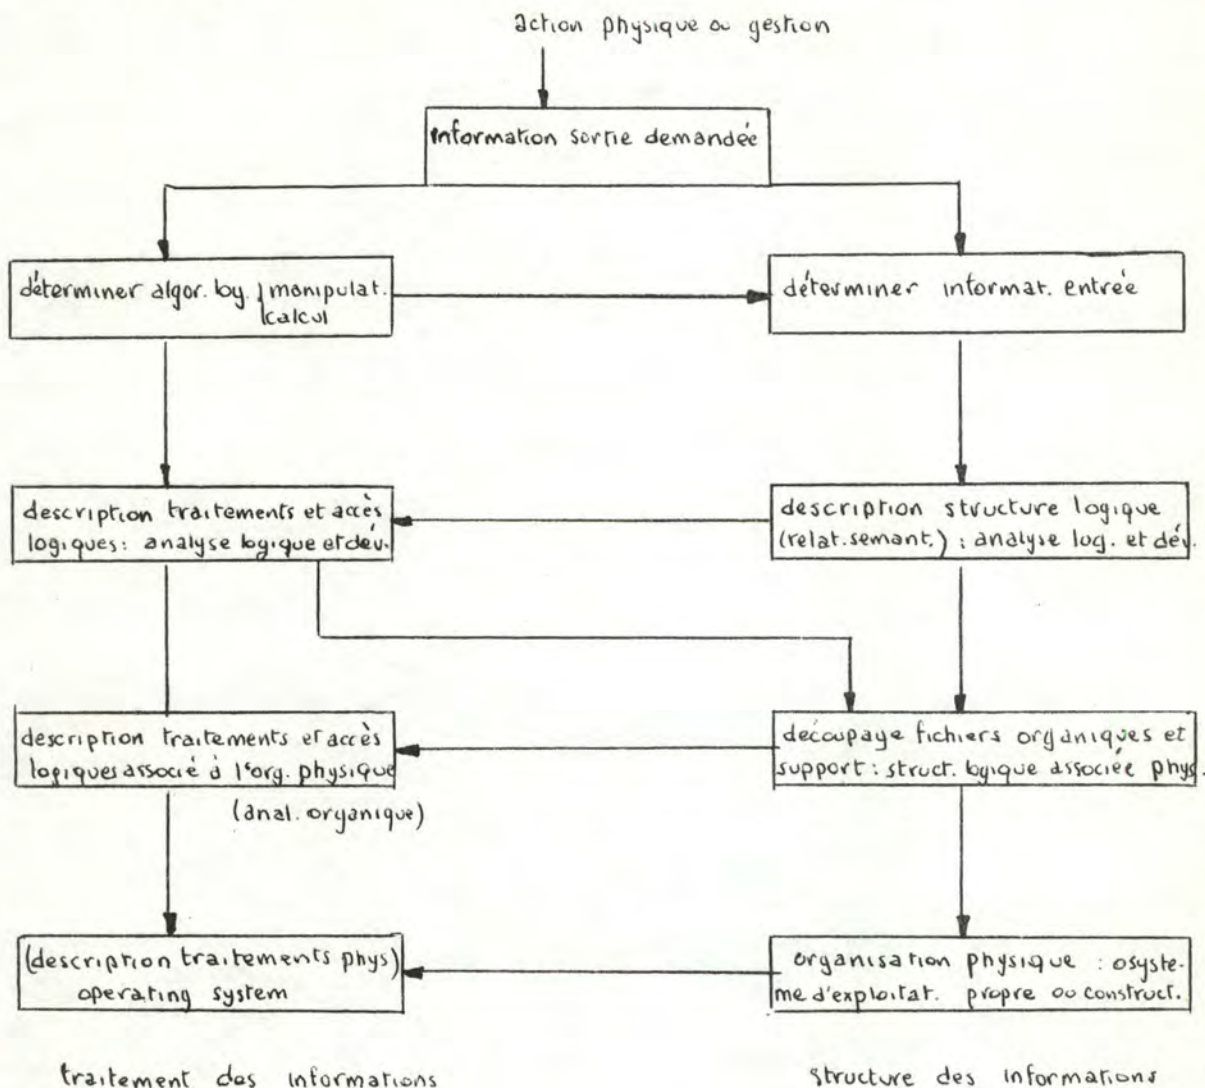 action physique ou gestion
information sortie demandée
déterminer algor. log. manipulat.
calcul
déterminer informat. entrée
description traitements et accès
logiques : analyse logique et dév.
description structure logique
(relat. semant.) : analyse log. et dév.
description traitements et accès
logiques associé à l'org. physique
(anal. organique)
découpage fichiers organiques et
support : struct. logique associée phys.
(description traitements phys)
operating system
organisation physique : osyste-
me d'exploitat. propre ou construct.
traitement des informations
structure des informations